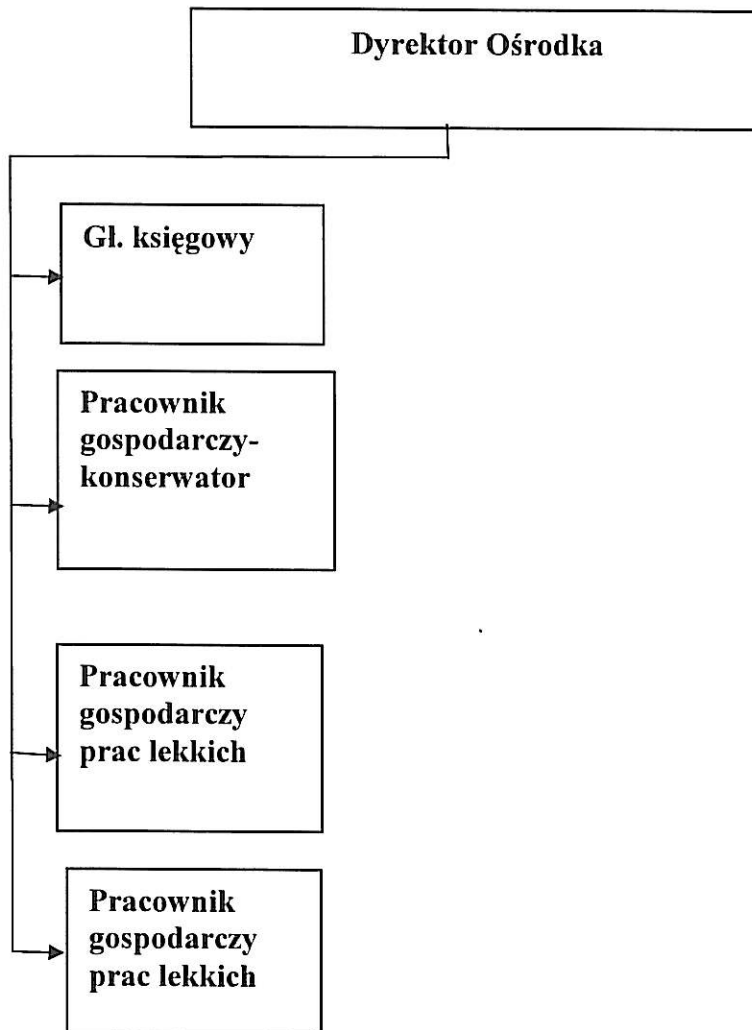 Dyrektor Ośrodka
Gł. księgowy
Pracownik
gospodarczy-
konserwator
Pracownik
gospodarczy
prac lekkich
Pracownik
gospodarczy
prac lekkich